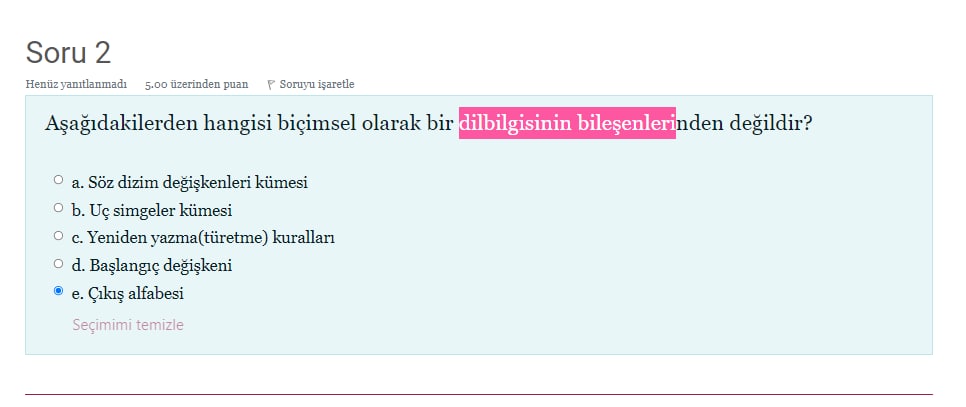 Soru 2
Henüz yanıtlanmadı 5.00 üzerinden puan Soruyu işaretle
Aşağıdakilerden hangisi biçimsel olarak bir dilbilgisinin bileşenlerinden değildir?
a. Söz dizim değişkenleri kümesi
b. Uç simgeler kümesi
c. Yeniden yazma(türetme) kuralları
d. Başlangıç değişkeni
e. Çıkış alfabesi
Seçimimi temizle